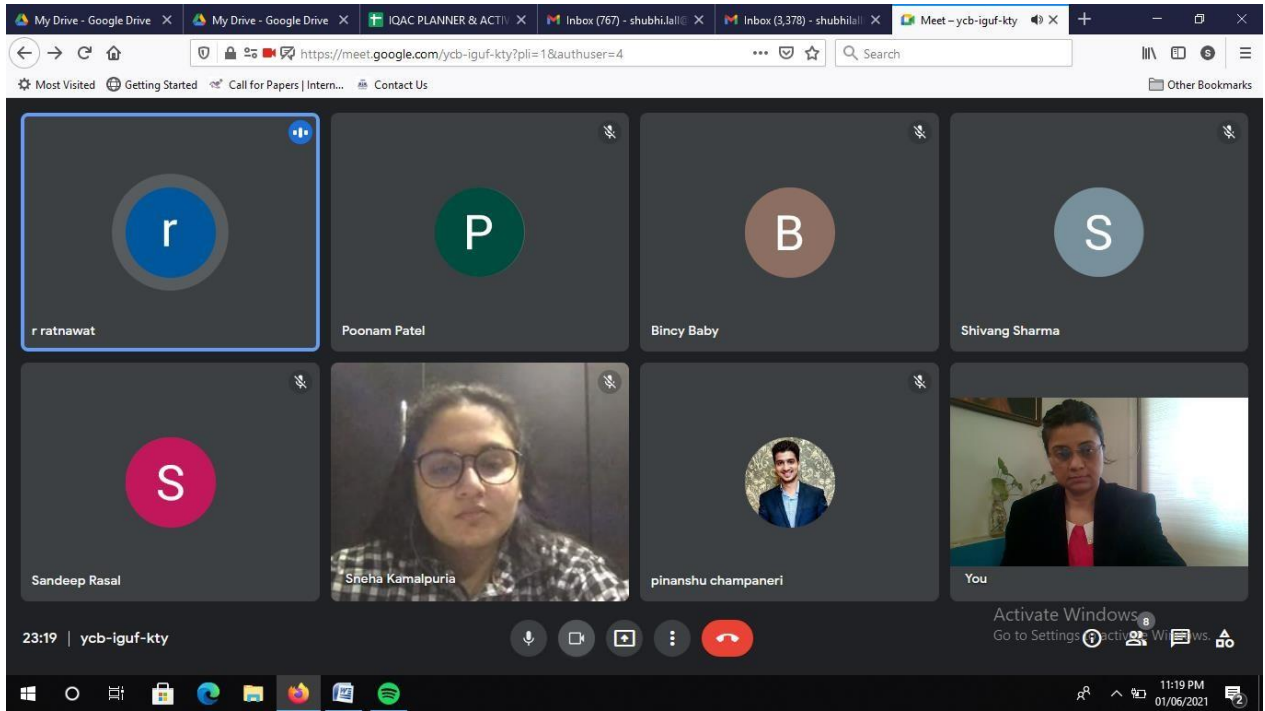 My Drive - Google Drive
My Drive - Google Drive
IQAC PLANNER & ACTIV
Inbox (767) - shubhi.lall@
Inbox (3,378) - shubhilall
Meet – ycb-iguf-kty
https://meet.google.com/ycb-iguf-kty?pli=1&authuser=4
Search
S
Most Visited
Getting Started
Call for Papers | Intern...
Contact Us
Other Bookmarks
r
P
B
S
r ratnawat
Poonam Patel
Bincy Baby
Shivang Sharma
S
Sandeep Rasal
Sneha Kamalpuria
pinanshu champaneri
You
Activate Windows
8
Go to Settings to activate Windows.
23:19 | ycb-iguf-kty
11:19 PM
01/06/2021
2